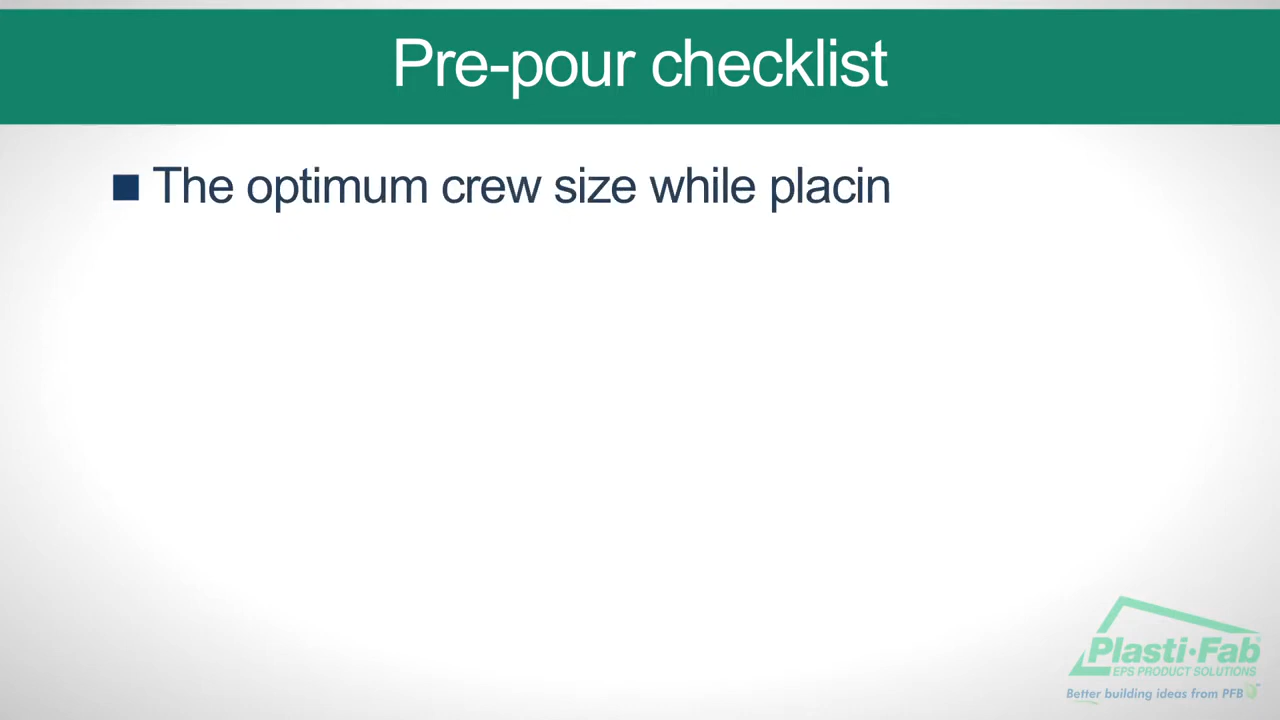 Pre-pour checklist
■ The optimum crew size while placin
Plasti·Fab
EPS PRODUCT SOLUTIONS
Better building ideas from PFB